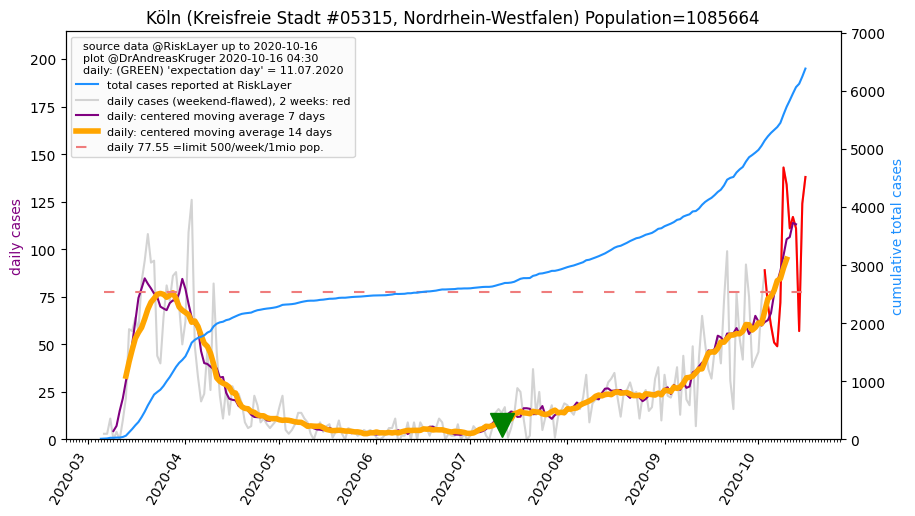 Köln (Kreisfreie Stadt #05315, Nordrhein-Westfalen) Population=1085664
source data @RiskLayer up to 2020-10-16
plot @DrAndreasKruger 2020-10-16 04:30
daily: (GREEN) 'expectation day' = 11.07.2020
total cases reported at RiskLayer
daily cases (weekend-flawed), 2 weeks: red
daily: centered moving average 7 days
daily: centered moving average 14 days
daily 77.55 =limit 500/week/1mio pop.
daily cases
200
175
150
125
100
75
50
25
0
7000
6000
5000
4000
3000
2000
1000
0
cumulative total cases
2020-03
2020-04
2020-05
2020-06
2020-07
2020-08
2020-09
2020-10